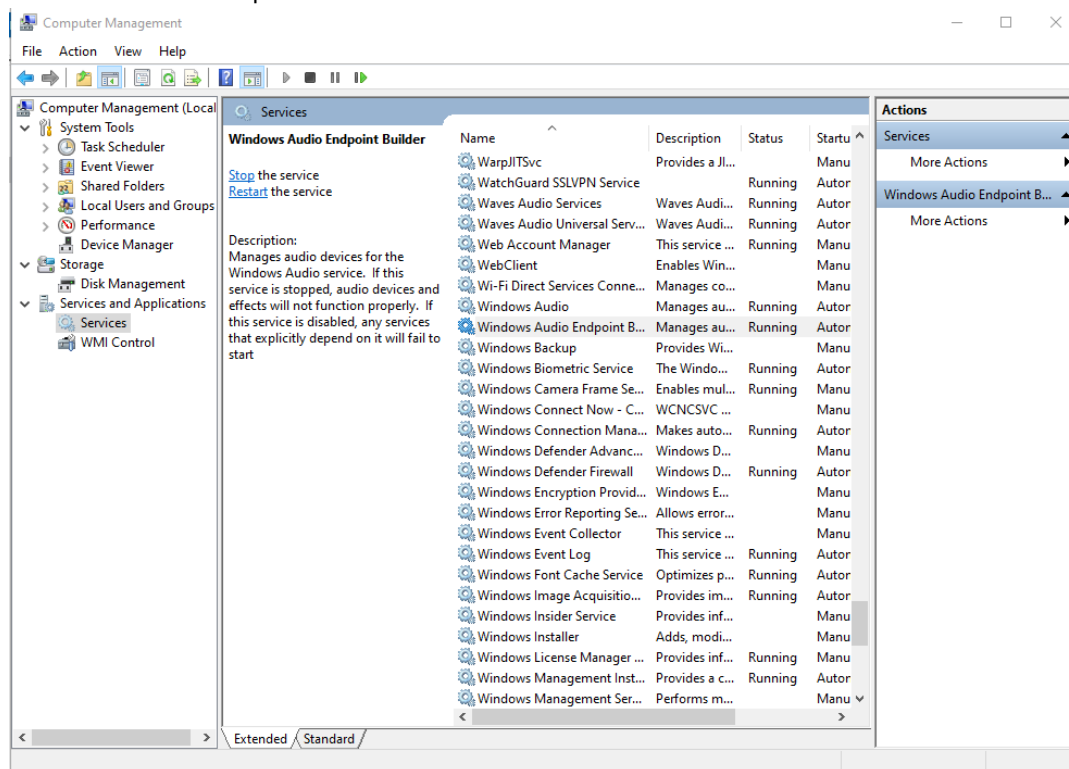 Computer Management
File Action View Help
Computer Management (Local
System Tools
Task Scheduler
Event Viewer
Shared Folders
Local Users and Groups
Performance
Device Manager
Storage
Disk Management
Services and Applications
Services
WMI Control
Services
Windows Audio Endpoint Builder
Stop the service
Restart the service
Description:
Manages audio devices for the
Windows Audio service. If this
service is stopped, audio devices and
effects will not function properly. If
this service is disabled, any services
that explicitly depend on it will fail to
start
Name Description Status Startu
WarpJITSvc Provides a JI... Manu
WatchGuard SSLVPN Service Running Autor
Waves Audio Services Waves Audi... Running Autor
Waves Audio Universal Serv... Waves Audi... Running Autor
Web Account Manager This service ... Running Manu
WebClient Enables Win... Manu
Wi-Fi Direct Services Conne... Manages co... Manu
Windows Audio Manages au... Running Autor
Windows Audio Endpoint B... Manages au... Running Autor
Windows Backup Provides Wi... Manu
Windows Biometric Service The Windo... Running Autor
Windows Camera Frame Se... Enables mul... Running Manu
Windows Connect Now - C... WCNCSVC ... Manu
Windows Connection Mana... Makes auto... Running Autor
Windows Defender Advanc... Windows D... Manu
Windows Defender Firewall Windows D... Running Autor
Windows Encryption Provid... Windows E... Manu
Windows Error Reporting Se... Allows error... Manu
Windows Event Collector This service ... Manu
Windows Event Log This service ... Running Autor
Windows Font Cache Service Optimizes p... Running Autor
Windows Image Acquisitio... Provides im... Running Autor
Windows Insider Service Provides inf... Manu
Windows Installer Adds, modi... Manu
Windows License Manager ... Provides inf... Running Manu
Windows Management Inst... Provides a c... Running Autor
Windows Management Ser... Performs m... Manu
Extended Standard
Actions
Services
More Actions
Windows Audio Endpoint B...
More Actions